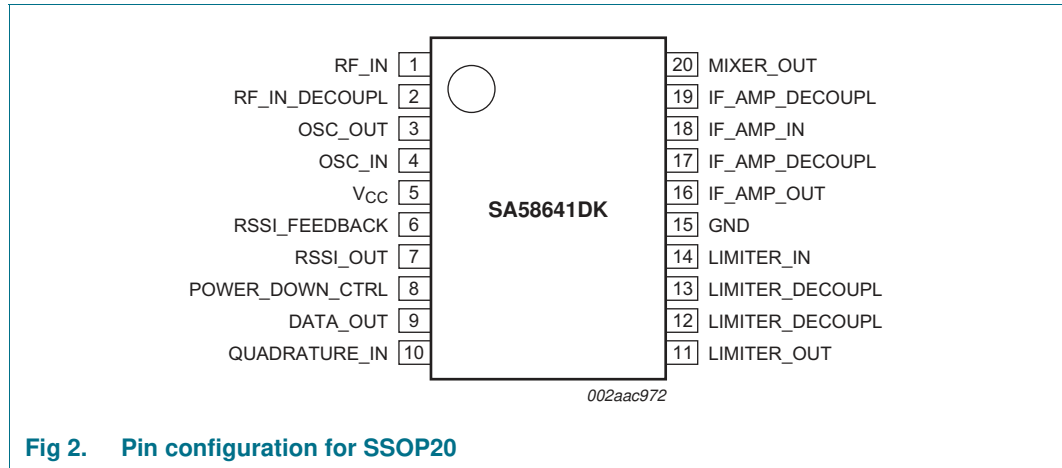 RF_IN 1 20 MIXER_OUT
RF_IN_DECOUPL 2 19 IF_AMP_DECOUPL
OSC_OUT 3 18 IF_AMP_IN
OSC_IN 4 17 IF_AMP_DECOUPL
VCC 5 16 IF_AMP_OUT
SA58641DK
RSSI_FEEDBACK 6 15 GND
RSSI_OUT 7 14 LIMITER_IN
POWER_DOWN_CTRL 8 13 LIMITER_DECOUPL
DATA_OUT 9 12 LIMITER_DECOUPL
QUADRATURE_IN 10 11 LIMITER_OUT
002aac972
Fig 2. Pin configuration for SSOP20